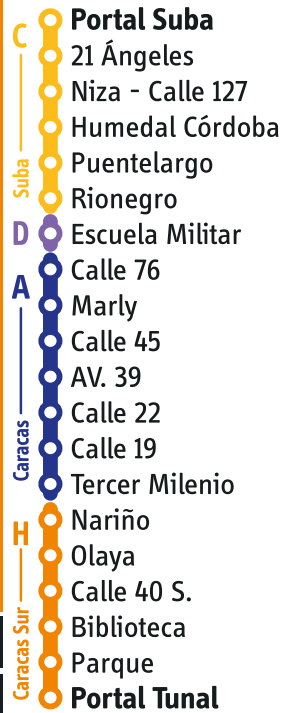 C
Suba
Portal Suba
21 Ángeles
Niza - Calle 127
Humedal Córdoba
Puentelargo
Rionegro
D
Escuela Militar
A
Caracas
Calle 76
Marly
Calle 45
AV. 39
Calle 22
Calle 19
Tercer Milenio
H
Caracas Sur
Nariño
Olaya
Calle 40 S.
Biblioteca
Parque
Portal Tunal